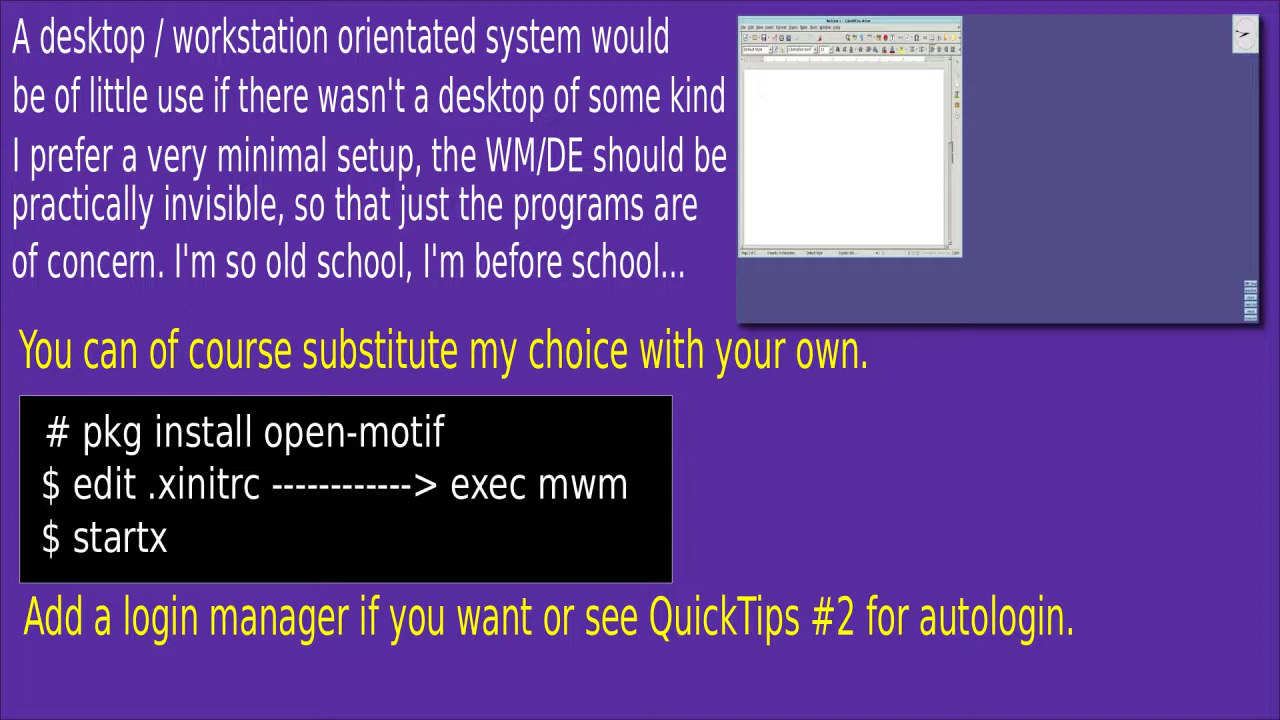 A desktop / workstation orientated system would
be of little use if there wasn't a desktop of some kind
I prefer a very minimal setup, the WM/DE should be
practically invisible, so that just the programs are
of concern. I'm so old school, I'm before school...
You can of course substitute my choice with your own.
# pkg install open-motif
$ edit .xinitrc ------------> exec mwm
$ startx
Add a login manager if you want or see QuickTips #2 for autologin.